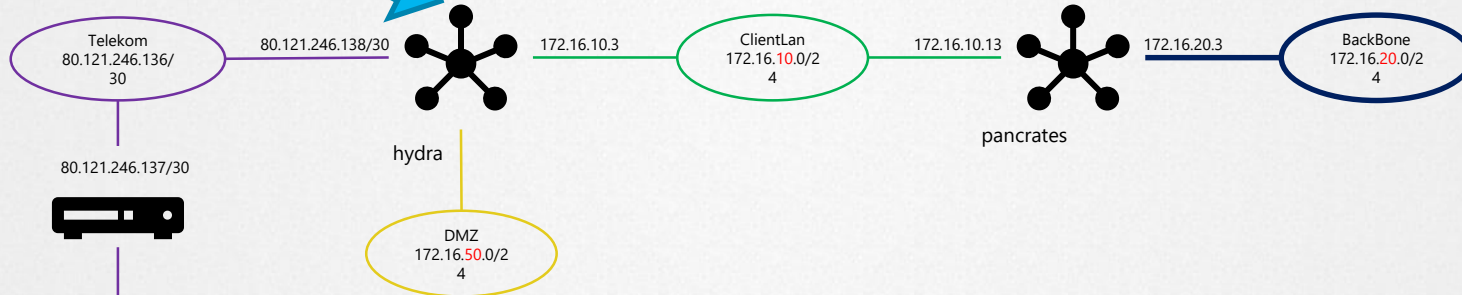 Telekom
80.121.246.136/
30
80.121.246.138/30
172.16.10.3
ClientLan
172.16.10.0/2
4
172.16.10.13
172.16.20.3
BackBone
172.16.20.0/2
4
hydra
pancrates
80.121.246.137/30
DMZ
172.16.50.0/2
4